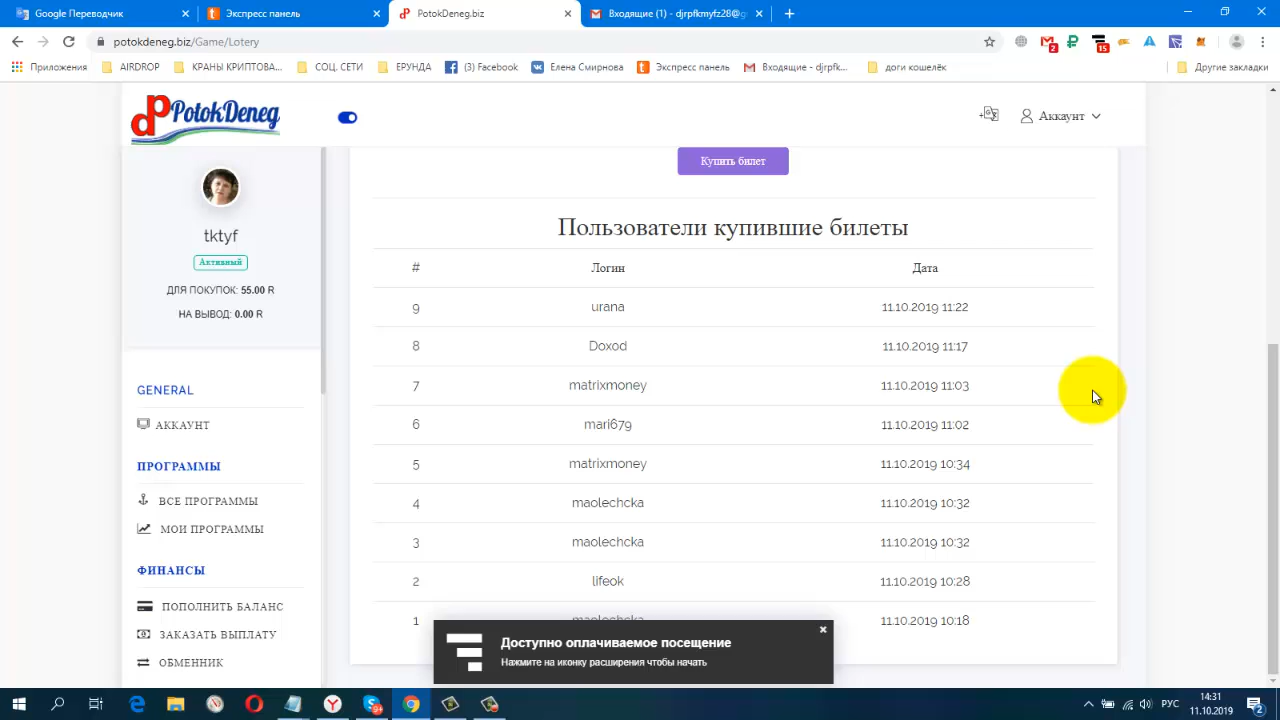 Google Переводчик
Экспресс панель
PotokDeneg.biz
Входящие (1) - djrpfkmyfz28@g
potokdeneg.biz/Game/Lotery
2
15
Приложения
AIRDROP
КРАНЫ КРИПТОВА...
СОЦ. СЕТИ
ЕРУНДА
(3) Facebook
Елена Смирнова
Экспресс панель
Входящие - djrpfk...
доги кошелёк
Другие закладки
PotokDeneg
Аккаунт
tktyf
Активный
ДЛЯ ПОКУПОК: 55.00 R
НА ВЫВОД: 0.00 R
GENERAL
АККАУНТ
ПРОГРАММЫ
ВСЕ ПРОГРАММЫ
МОИ ПРОГРАММЫ
ФИНАНСЫ
ПОПОЛНИТЬ БАЛАНС
ЗАКАЗАТЬ ВЫПЛАТУ
ОБМЕННИК
Купить билет
Пользователи купившие билеты
# Логин Дата
9 urana 11.10.2019 11:22
8 Doxod 11.10.2019 11:17
7 matrixmoney 11.10.2019 11:03
6 mari679 11.10.2019 11:02
5 matrixmoney 11.10.2019 10:34
4 maolechcka 11.10.2019 10:32
3 maolechcka 11.10.2019 10:32
2 lifeok 11.10.2019 10:28
1 maolechcka 11.10.2019 10:18
Доступно оплачиваемое посещение
Нажмите на иконку расширения чтобы начать
РУС
14:31
11.10.2019
2